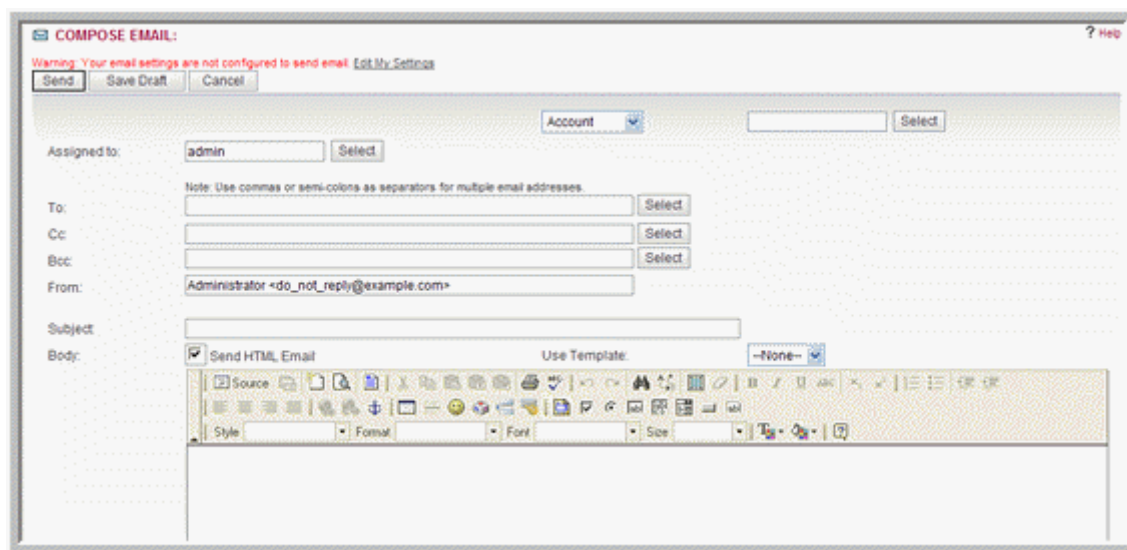 COMPOSE EMAIL:
? Help
Warning: Your email settings are not configured to send email. Edit My Settings
Send Save Draft Cancel
Account Select
Assigned to: admin Select
Note: Use commas or semi-colons as separators for multiple email addresses.
To: Select
Cc: Select
Bcc: Select
From: Administrator <do_not_reply@example.com>
Subject
Body: Send HTML Email Use Template: --None--
Source B I U ABC
Style Format Font Size